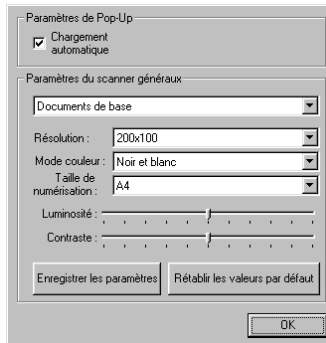 Paramètres de Pop-Up
Chargement
automatique
Paramètres du scanner généraux
Documents de base
Résolution : 200x100
Mode couleur : Noir et blanc
Taille de
numérisation : A4
Luminosité :
Contraste :
Enregistrer les paramètres Rétablir les valeurs par défaut
OK